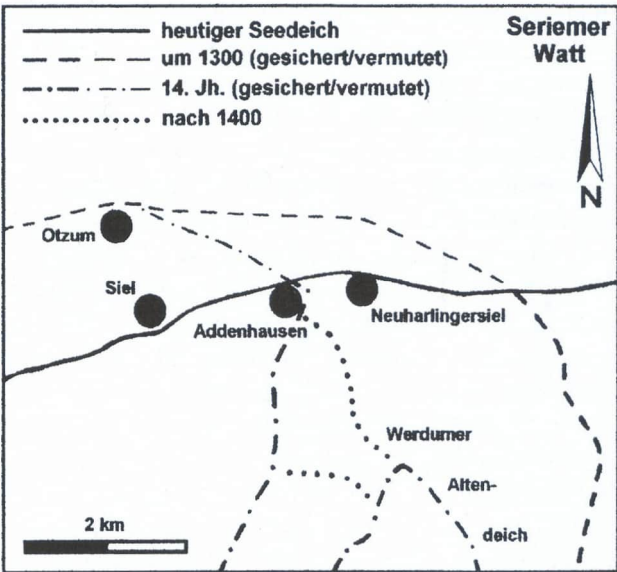 heutiger Seedeich
um 1300 (gesichert/vermutet)
14. Jh. (gesichert/vermutet)
nach 1400
Seriemer
Watt
N
Otzum
Siel
Addenhausen
Neuharlingersiel
Werdumer
Alten-
deich
2 km